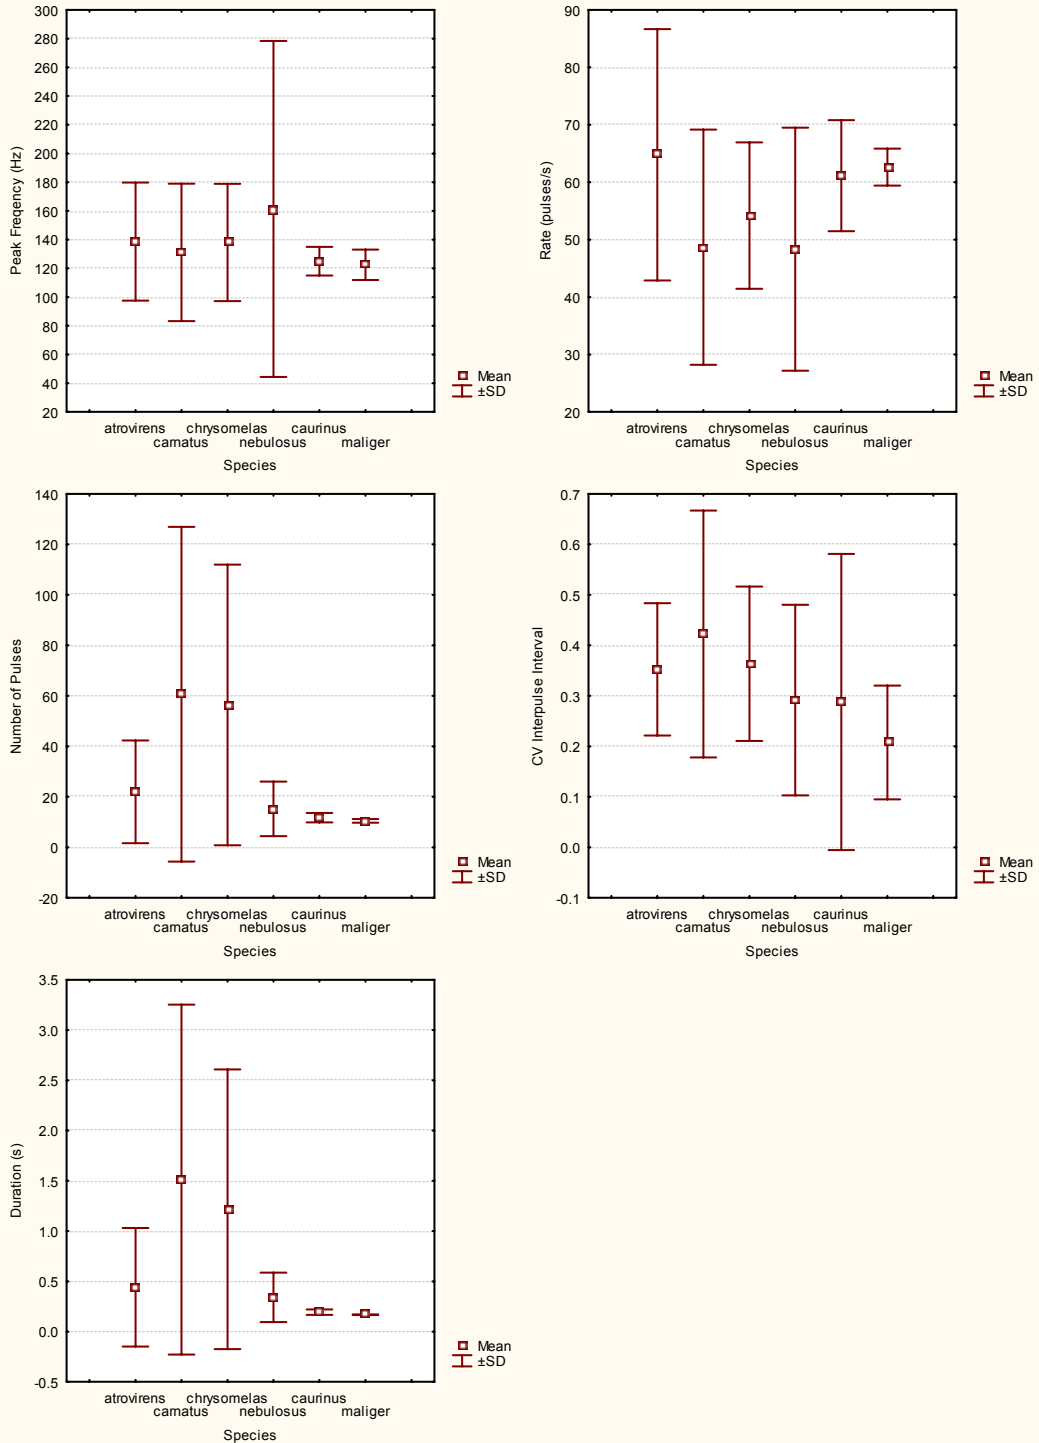 300
280
260
240
220
200
180
160
140
120
100
80
60
40
20
Peak Freqency (Hz)
atrovirens
carnatus
chrysomelas
nebulosus
caurinus
maliger
Species
Mean
±SD
90
80
70
60
50
40
30
20
Rate (pulses/s)
atrovirens
carnatus
chrysomelas
nebulosus
caurinus
maliger
Species
Mean
±SD
140
120
100
80
60
40
20
0
-20
Number of Pulses
atrovirens
carnatus
chrysomelas
nebulosus
caurinus
maliger
Species
Mean
±SD
0.7
0.6
0.5
0.4
0.3
0.2
0.1
0.0
-0.1
CV Interpulse Interval
atrovirens
carnatus
chrysomelas
nebulosus
caurinus
maliger
Species
Mean
±SD
3.5
3.0
2.5
2.0
1.5
1.0
0.5
0.0
-0.5
Duration (s)
atrovirens
carnatus
chrysomelas
nebulosus
caurinus
maliger
Species
Mean
±SD